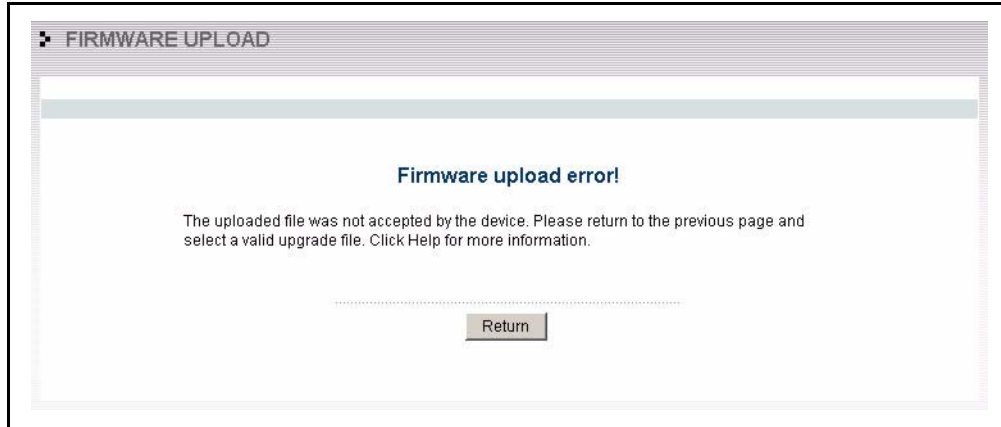 FIRMWARE UPLOAD
Firmware upload error!
The uploaded file was not accepted by the device. Please return to the previous page and
select a valid upgrade file. Click Help for more information.
Return